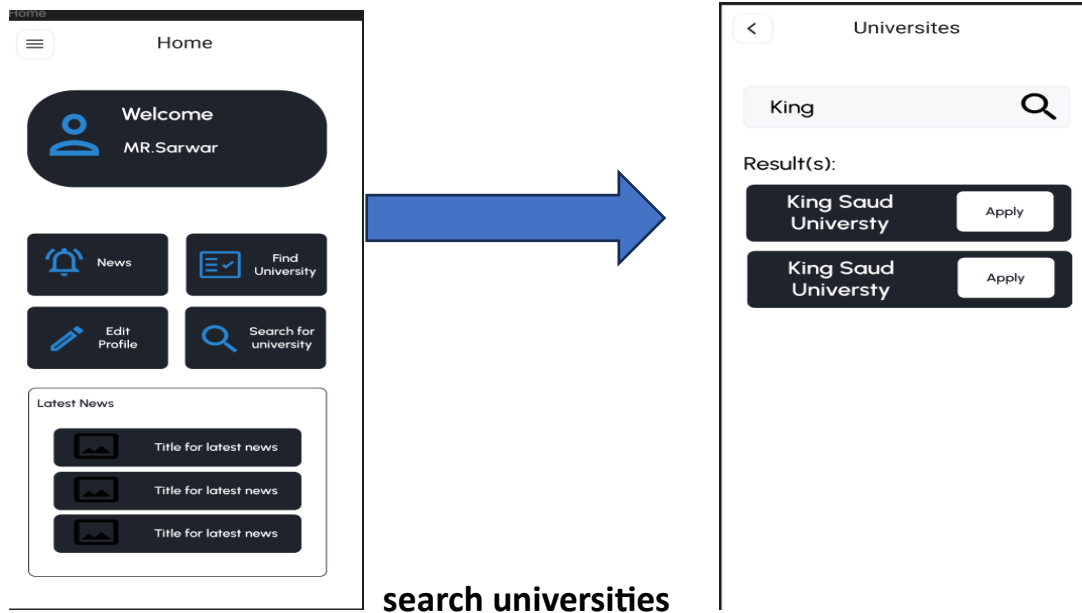 Home
Home
Welcome
MR.Sarwar
News
Find
University
Edit
Profile
Search for
university
Latest News
Title for latest news
Title for latest news
Title for latest news
search universities
Universites
King
Result(s):
King Saud
Universty
Apply
King Saud
Universty
Apply